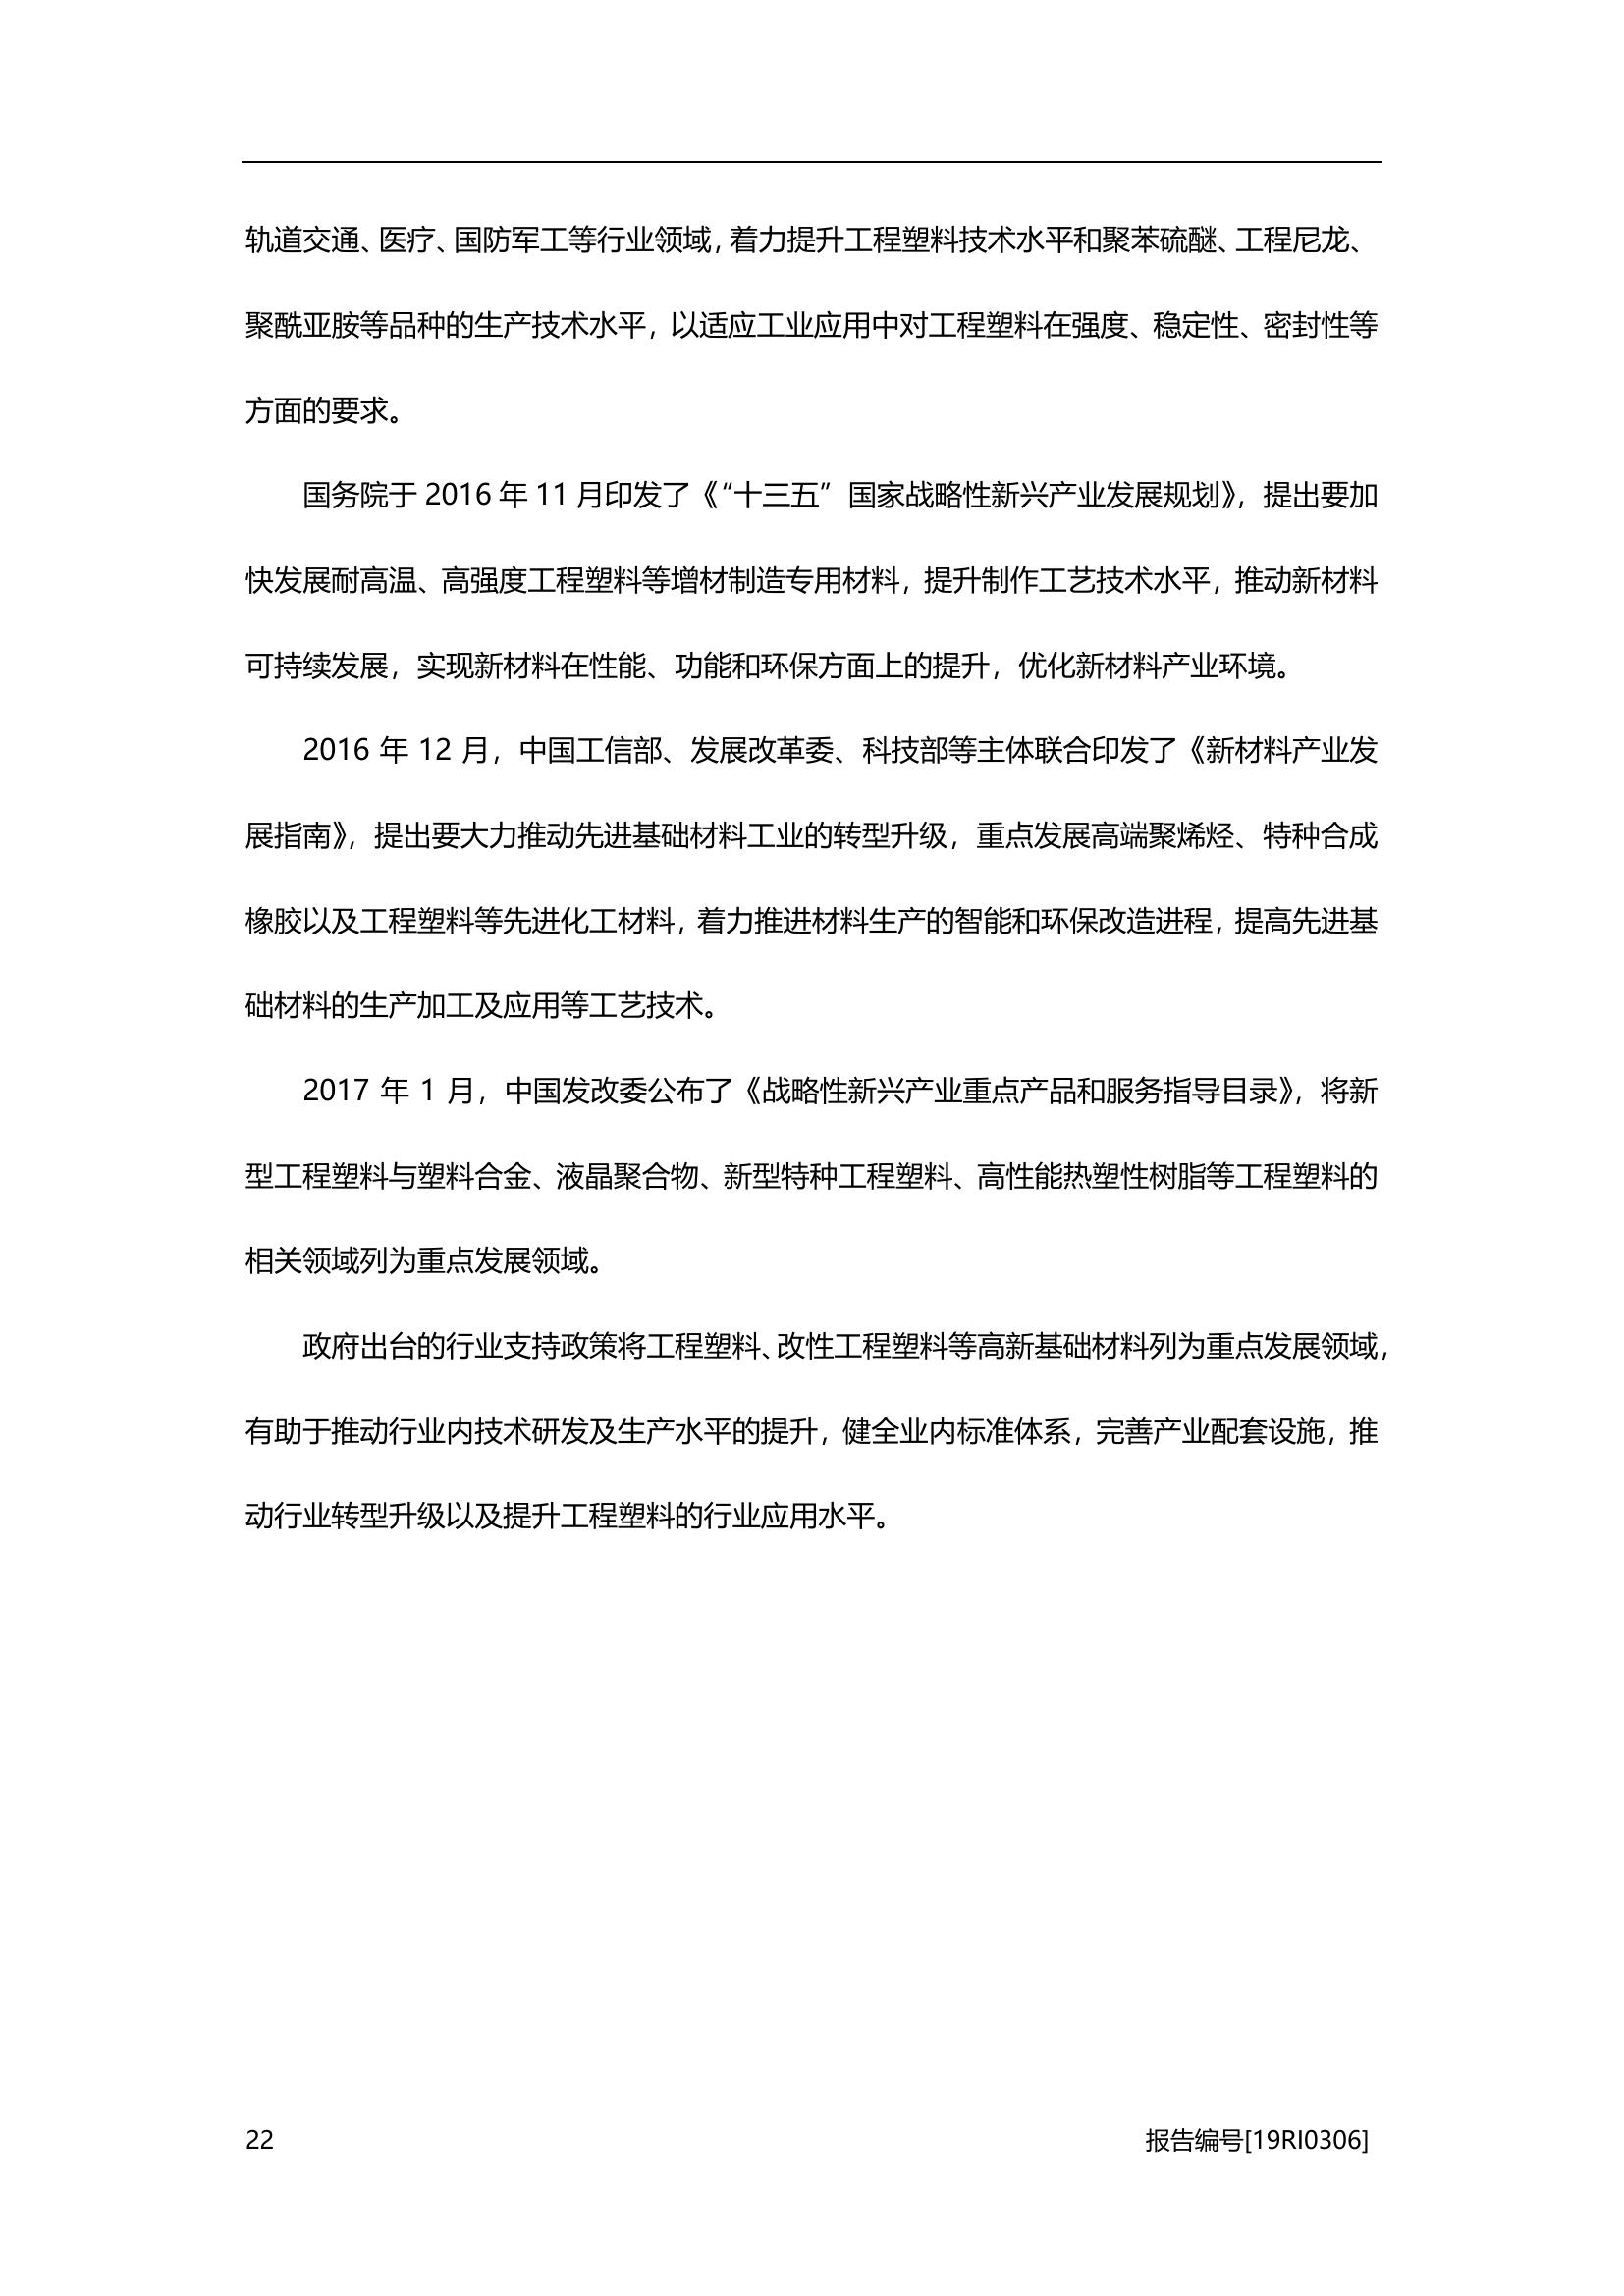 轨道交通、医疗、国防军工等行业领域，着力提升工程塑料技术水平和聚苯硫醚、工程尼龙、
聚酰亚胺等品种的生产技术水平，以适应工业应用中对工程塑料在强度、稳定性、密封性等
方面的要求。
国务院于 2016 年 11 月印发了《“十三五”国家战略性新兴产业发展规划》，提出要加
快发展耐高温、高强度工程塑料等增材制造专用材料，提升制作工艺技术水平，推动新材料
可持续发展，实现新材料在性能、功能和环保方面上的提升，优化新材料产业环境。
2016 年 12 月，中国工信部、发展改革委、科技部等主体联合印发了《新材料产业发
展指南》，提出要大力推动先进基础材料工业的转型升级，重点发展高端聚烯烃、特种合成
橡胶以及工程塑料等先进化工材料，着力推进材料生产的智能和环保改造进程，提高先进基
础材料的生产加工及应用等工艺技术。
2017 年 1 月，中国发改委公布了《战略性新兴产业重点产品和服务指导目录》，将新
型工程塑料与塑料合金、液晶聚合物、新型特种工程塑料、高性能热塑性树脂等工程塑料的
相关领域列为重点发展领域。
政府出台的行业支持政策将工程塑料、改性工程塑料等高新基础材料列为重点发展领域，
有助于推动行业内技术研发及生产水平的提升，健全业内标准体系，完善产业配套设施，推
动行业转型升级以及提升工程塑料的行业应用水平。
22 报告编号[19RI0306]